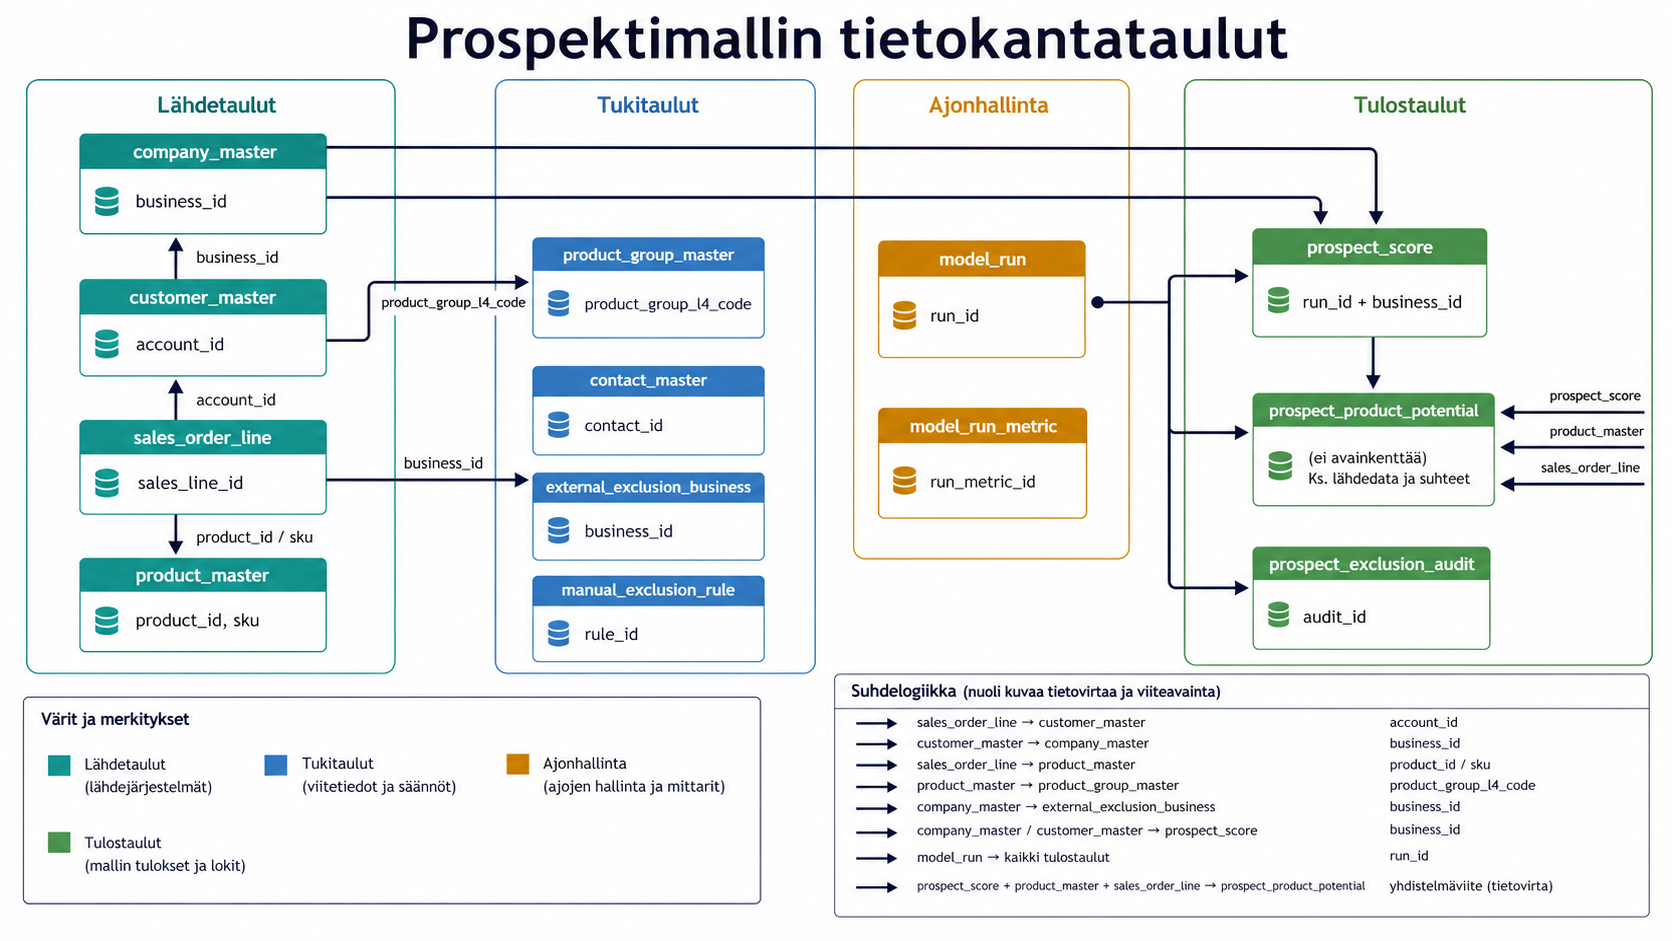 Prospektimallin tietokantataulut
Lähdetaulut
company_master
business_id
business_id
customer_master
account_id
account_id
sales_order_line
sales_line_id
product_id / sku
product_master
product_id, sku
product_group_l4_code
business_id
Tukitaulut
product_group_master
product_group_l4_code
contact_master
contact_id
external_exclusion_business
business_id
manual_exclusion_rule
rule_id
Ajonhallinta
model_run
run_id
model_run_metric
run_metric_id
Tulostaulut
prospect_score
run_id + business_id
prospect_product_potential
(ei avainkenttää)
Ks. lähdedata ja suhteet
prospect_score
product_master
sales_order_line
prospect_exclusion_audit
audit_id
Värit ja merkitykset
Lähdetaulut
(lähdejärjestelmät)
Tukitaulut
(viitetiedot ja säännöt)
Ajonhallinta
(ajojen hallinta ja mittarit)
Tulostaulut
(mallin tulokset ja lokit)
Suhdelogiikka (nuoli kuvaa tietovirtaa ja viiteavainta)
sales_order_line → customer_master account_id
customer_master → company_master business_id
sales_order_line → product_master product_id / sku
product_master → product_group_master product_group_l4_code
company_master → external_exclusion_business business_id
company_master / customer_master → prospect_score business_id
model_run → kaikki tulostaulut run_id
prospect_score + product_master + sales_order_line → prospect_product_potential yhdistelmäviite (tietovirta)